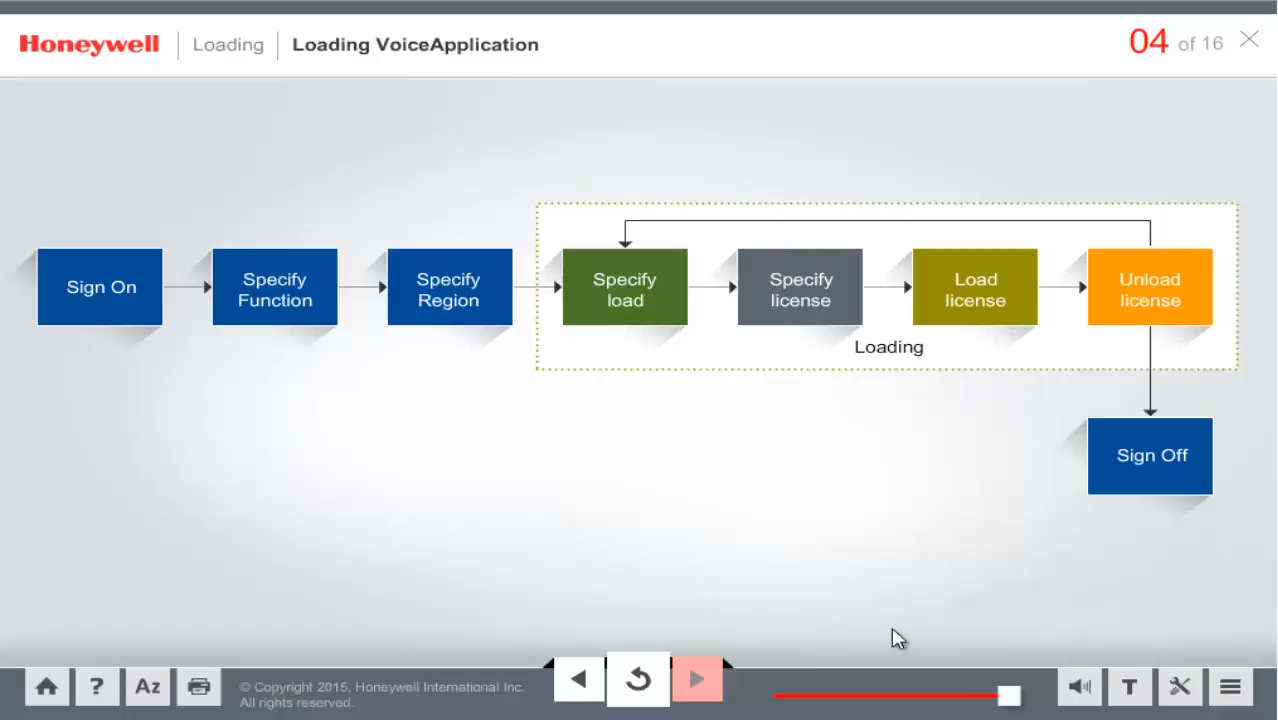 Honeywell Loading Loading VoiceApplication 04 of 16
Sign On
Specify
Function
Specify
Region
Specify
load
Specify
license
Load
license
Unload
license
Loading
Sign Off
? Az © Copyright 2015, Honeywell International Inc.
All rights reserved.
T